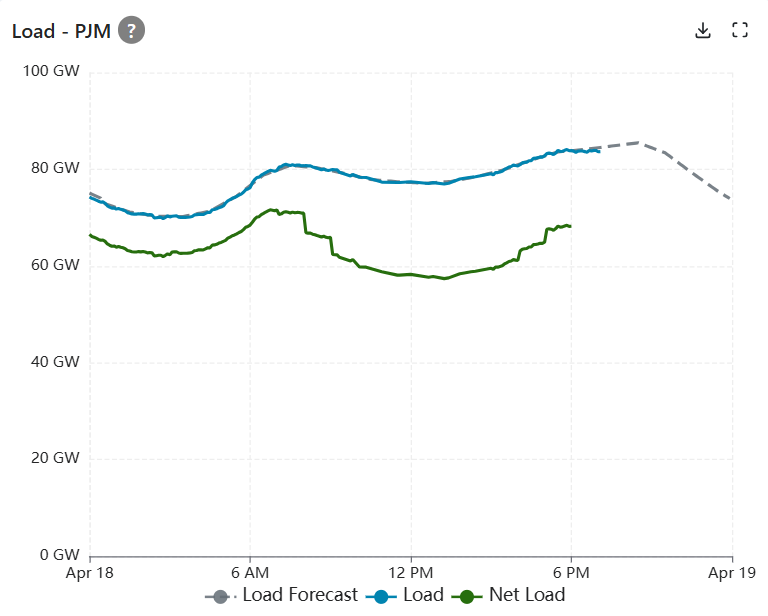 Load - PJM ?
100 GW
80 GW
60 GW
40 GW
20 GW
0 GW
Apr 18 6 AM 12 PM 6 PM Apr 19
Load Forecast Load Net Load